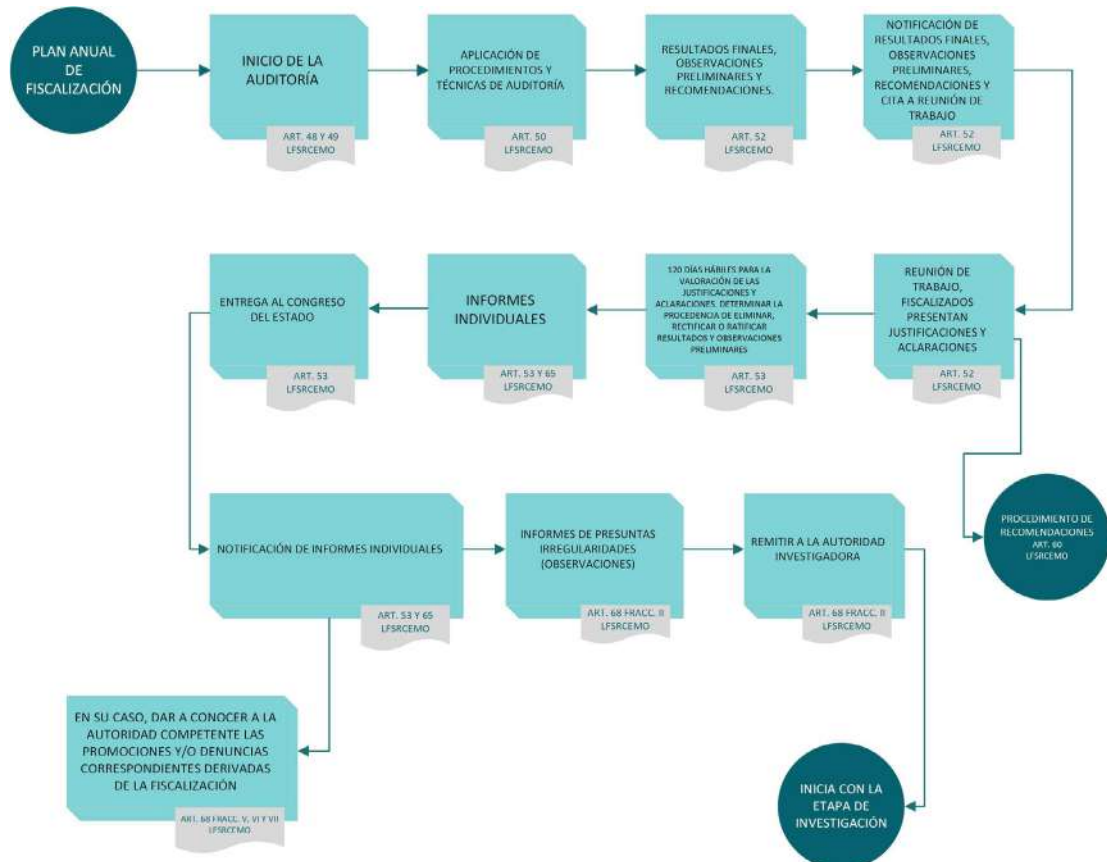 PLAN ANUAL
DE
FISCALIZACIÓN
INICIO DE LA
AUDITORÍA
ART. 48 Y 49
LFSRCEMO
APLICACIÓN DE
PROCEDIMIENTOS Y
TÉCNICAS DE AUDITORÍA
ART. 50
LFSRCEMO
RESULTADOS FINALES,
OBSERVACIONES
PRELIMINARES Y
RECOMENDACIONES.
ART. 52
LFSRCEMO
NOTIFICACIÓN DE
RESULTADOS FINALES,
OBSERVACIONES
PRELIMINARES,
RECOMENDACIONES Y
CITA A REUNIÓN DE
TRABAJO
ART. 52
LFSRCEMO
REUNIÓN DE
TRABAJO,
FISCALIZADOS
PRESENTAN
JUSTIFICACIONES Y
ACLARACIONES
ART. 52
LFSRCEMO
120 DÍAS HÁBILES PARA LA
VALORACIÓN DE LAS
JUSTIFICACIONES Y
ACLARACIONES. DETERMINAR LA
PROCEDENCIA DE ELIMINAR,
RECTIFICAR O RATIFICAR
RESULTADOS Y OBSERVACIONES
PRELIMINARES
ART. 53
LFSRCEMO
INFORMES
INDIVIDUALES
ART. 53 Y 65
LFSRCEMO
ENTREGA AL CONGRESO
DEL ESTADO
ART. 53
LFSRCEMO
PROCEDIMIENTO DE
RECOMENDACIONES
ART. 60
LFSRCEMO
NOTIFICACIÓN DE INFORMES INDIVIDUALES
ART. 53 Y 65
LFSRCEMO
INFORMES DE PRESUNTAS
IRREGULARIDADES
(OBSERVACIONES)
ART. 68 FRACC. II
LFSRCEMO
REMITIR A LA AUTORIDAD
INVESTIGADORA
ART. 68 FRACC. II
LFSRCEMO
EN SU CASO, DAR A CONOCER A LA
AUTORIDAD COMPETENTE LAS
PROMOCIONES Y/O DENUNCIAS
CORRESPONDIENTES DERIVADAS
DE LA FISCALIZACIÓN
ART. 68 FRACC. V, VI Y VII
LFSRCEMO
INICIA CON LA
ETAPA DE
INVESTIGACIÓN